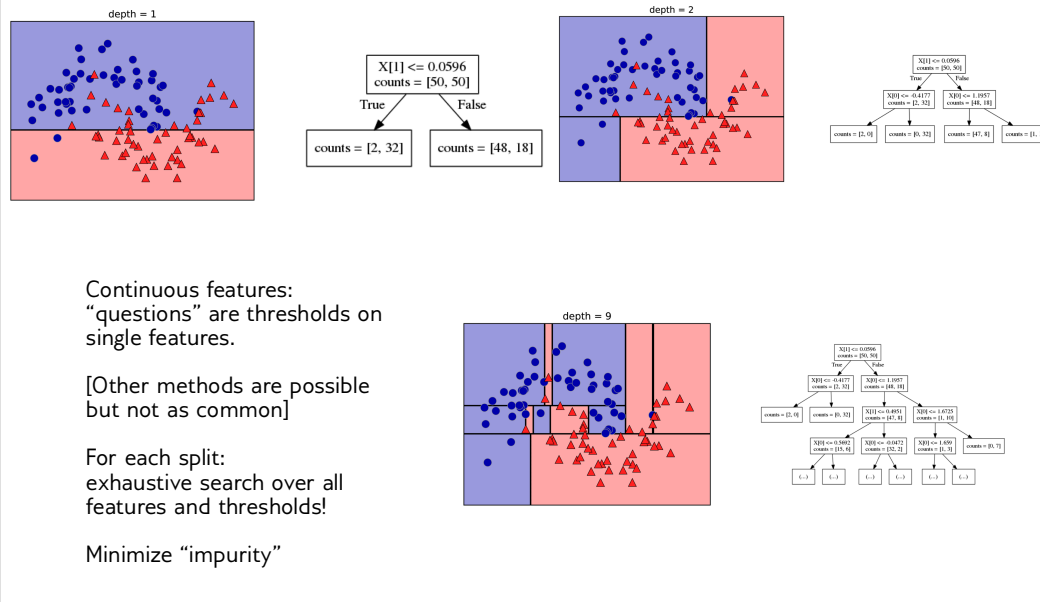 depth = 1
X[1] <= 0.0596
counts = [50, 50]
True
False
counts = [2, 32]
counts = [48, 18]
depth = 2
X[1] <= 0.0596
counts = [50, 50]
True
False
X[0] <= -0.4177
counts = [2, 32]
X[0] <= 1.1957
counts = [48, 18]
counts = [2, 0]
counts = [0, 32]
counts = [47, 8]
counts = [1,
Continuous features:
“questions” are thresholds on
single features.
[Other methods are possible
but not as common]
For each split:
exhaustive search over all
features and thresholds!
Minimize “impurity”
depth = 9
X[1] <= 0.0596
counts = [50, 50]
True
False
X[0] <= -0.4177
counts = [2, 32]
X[0] <= 1.1957
counts = [48, 18]
counts = [2, 0]
counts = [0, 32]
X[1] <= 0.4951
counts = [47, 8]
X[0] <= 1.6725
counts = [1, 10]
X[0] <= 0.5692
counts = [15, 6]
X[0] <= -0.0472
counts = [32, 2]
X[0] <= 1.659
counts = [1, 3]
counts = [0, 7]
(...)
(...)
(...)
(...)
(...)
(...)